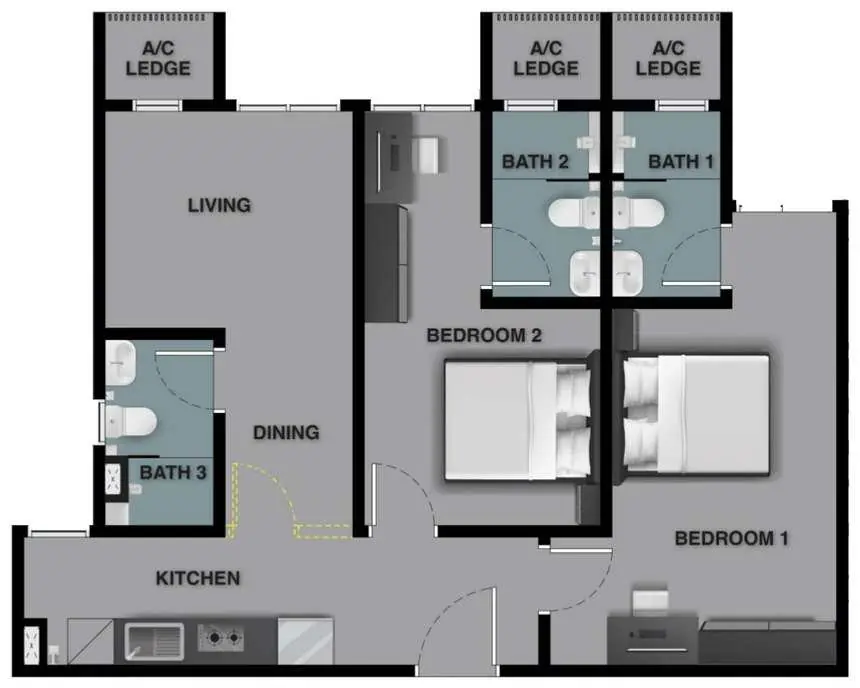 A/C
LEDGE
A/C
LEDGE
A/C
LEDGE
BATH 2
BATH 1
LIVING
BEDROOM 2
DINING
BATH 3
BEDROOM 1
KITCHEN